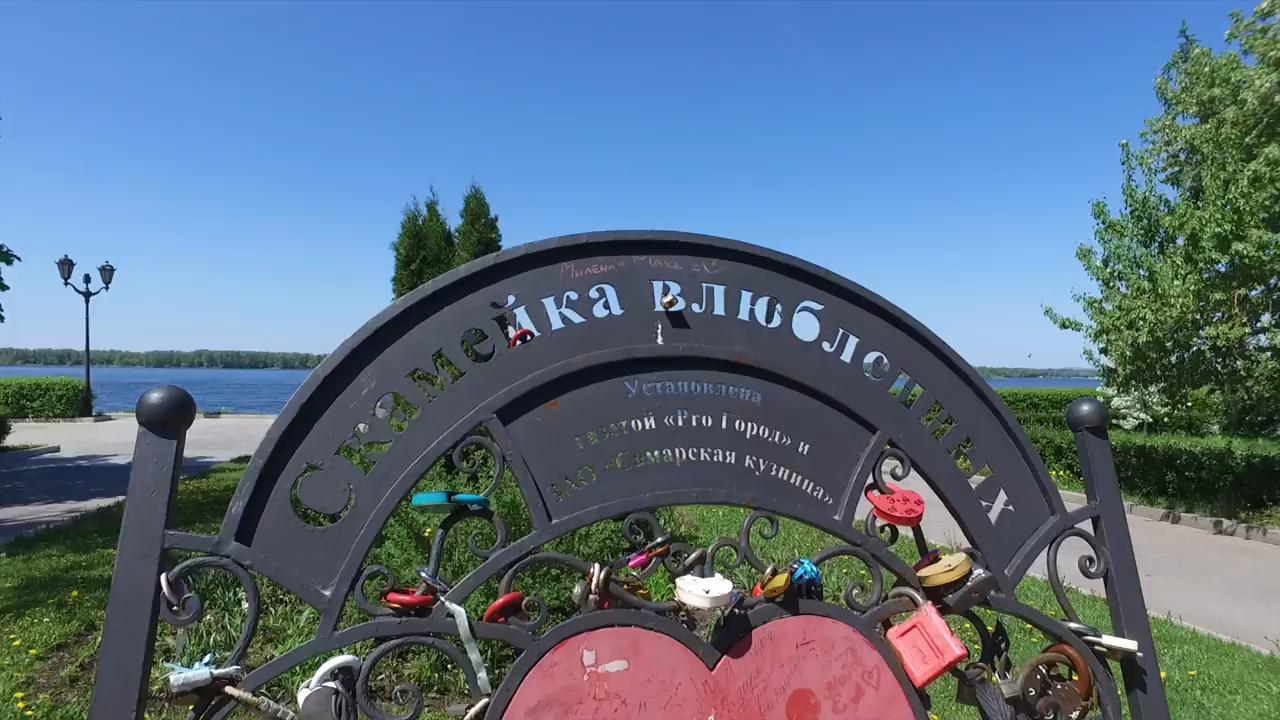 Скамейка влюбленных
Установлена
газетой «Pro Город» и
ЗАО «Самарская кузница»